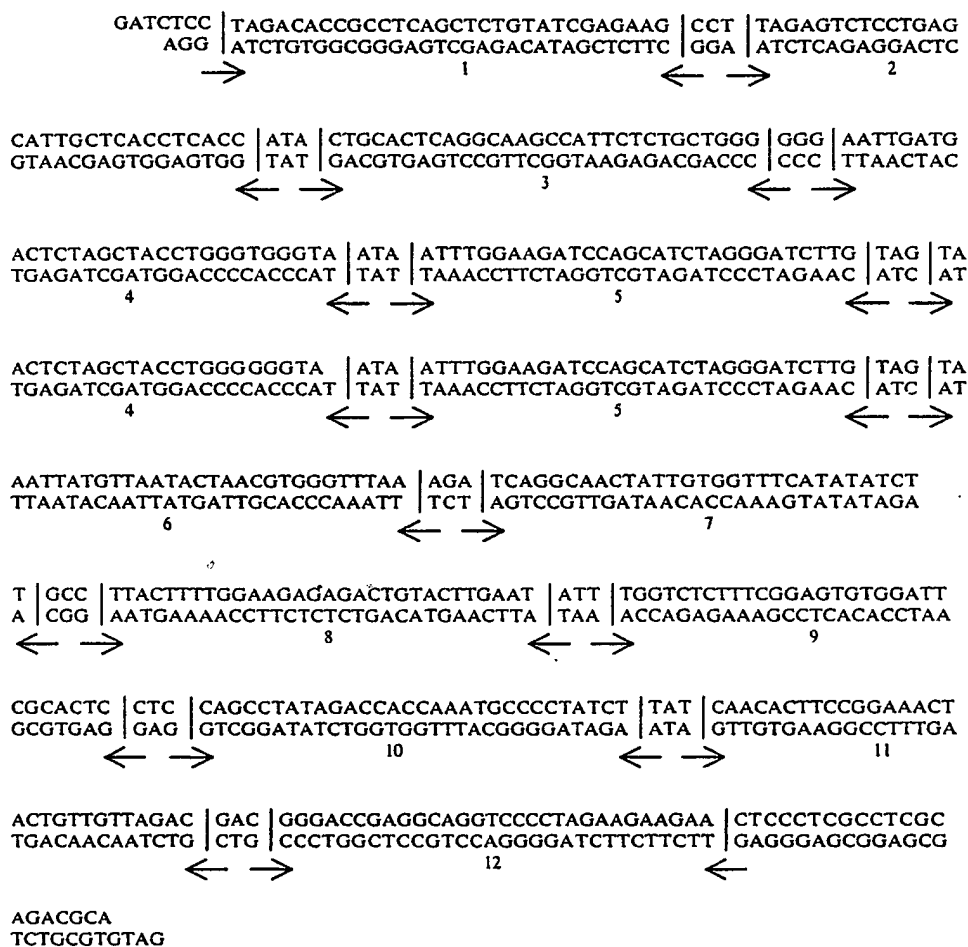 GATCTCC | TAGACACCGCCTCAGCTCTGTATCGAGAAG | CCT | TAGAGTCTCCTGAG
AGG | ATCTGTGGCGGGAGTCGAGACATAGCTCTTC | GGA | ATCTCAGAGGACTC
1 2
CATTGCTCACCTCACC | ATA | CTGCACTCAGGCAAGCCATTCTCTGCTGGG | GGG | AATTGATG
GTAACGAGTGGAGTGG | TAT | GACGTGAGTCCGTTCGGTAAGAGACGACCC | CCC | TTAACTAC
3
ACTCTAGCTACCTGGGTGGGTA | ATA | ATTTGGAAGATCCAGCATCTAGGGATCTTG | TAG | TA
TGAGATCGATGGACCCCACCCAT | TAT | TAAACCTTCTAGGTCGTAGATCCCTAGAAC | ATC | AT
4 5
ACTCTAGCTACCTGGGGGGTA | ATA | ATTTGGAAGATCCAGCATCTAGGGATCTTG | TAG | TA
TGAGATCGATGGACCCCACCCAT | TAT | TAAACCTTCTAGGTCGTAGATCCCTAGAAC | ATC | AT
4 5
AATTATGTTAATACTAACGTGGGTTTAA | AGA | TCAGGCAACTATTGTGGTTTCATATATCT
TTAATACAATTATGATTGCACCCAAATT | TCT | AGTCCGTTGATAACACCAAAGTATATAGA
6 7
T | GCC | TTACTTTTGGAAGAGAGACTGTACTTGAAT | ATT | TGGTCTCTTTCGGAGTGTGGATT
A | CGG | AATGAAAACCTTCTCTCTGACATGAACTTA | TAA | ACCAGAGAAAGCCTCACACCTAA
8 9
CGCACTC | CTC | CAGCCTATAGACCACCAAATGCCCCTATCT | TAT | CAACACTTCCGGAAACT
GCGTGAG | GAG | GTCGGATATCTGGTGGTTTACGGGGATAGA | ATA | GTTGTGAAGGCCTTTGA
10 11
ACTGTTGTTAGAC | GAC | GGGACCGAGGCAGGTCCCCTAGAAGAAGAA | CTCCCTCGCCTCGC
TGACAACAATCTG | CTG | CCCTGGCTCCGTCCAGGGGATCTTCTTCTT | GAGGGAGCGGAGCG
12
AGACGCA
TCTGCGTGTAG